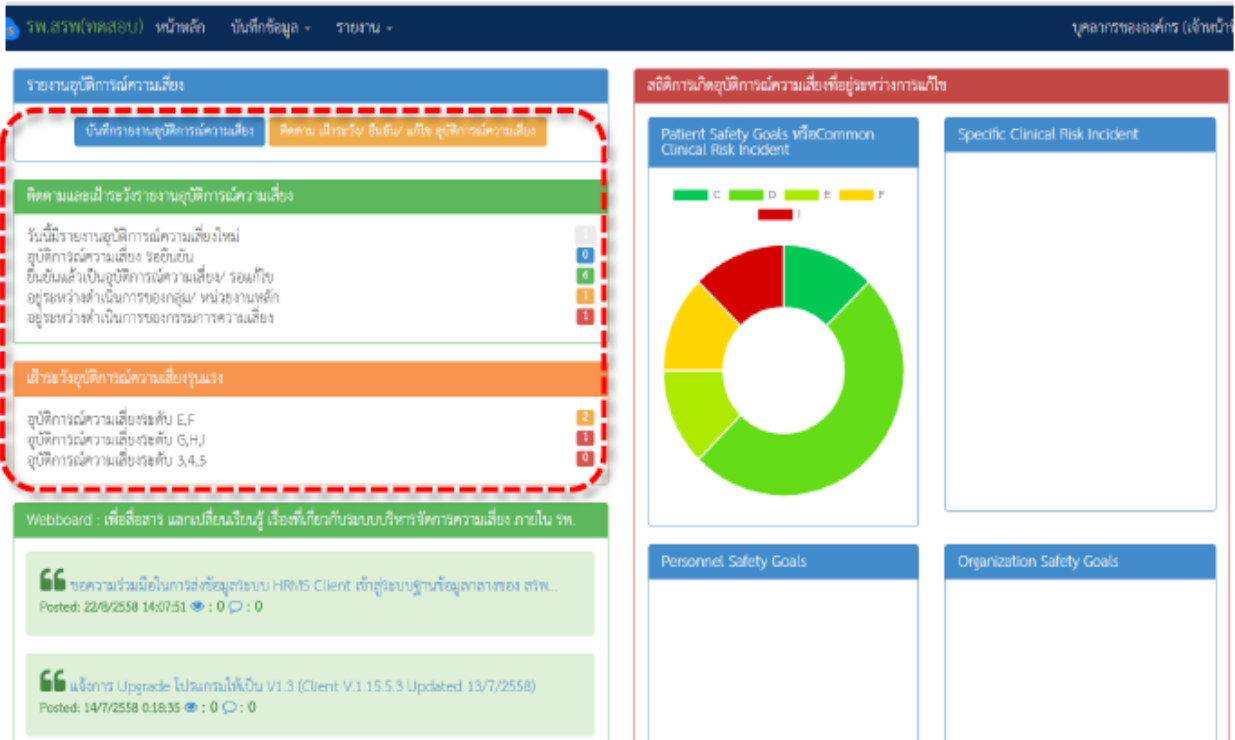 รพ.สรพ(ทดสอบ) หน้าหลัก บันทึกข้อมูล รายงาน
บุคลากรขององค์กร (เจ้าหน้า
รายงานอุบัติการณ์ความเสี่ยง
บันทึกรายงานอุบัติการณ์ความเสี่ยง
ติดตาม เฝ้าระวัง/ ยืนยัน/ แก้ไข อุบัติการณ์ความเสี่ยง
ติดตามและเฝ้าระวังรายงานอุบัติการณ์ความเสี่ยง
วันนี้มีรายงานอุบัติการณ์ความเสี่ยงใหม่ 1
อุบัติการณ์ความเสี่ยง รอยืนยัน 0
ยืนยันแล้วเป็นอุบัติการณ์ความเสี่ยง/ รอแก้ไข 6
อยู่ระหว่างดำเนินการของกลุ่ม/ หน่วยงานหลัก 1
อยู่ระหว่างดำเนินการของกรรมการความเสี่ยง 1
เฝ้าระวังอุบัติการณ์ความเสี่ยงรุนแรง
อุบัติการณ์ความเสี่ยงระดับ E,F 2
อุบัติการณ์ความเสี่ยงระดับ G,H,I 1
อุบัติการณ์ความเสี่ยงระดับ 3,4,5 0
Webboard : เพื่อสื่อสาร แลกเปลี่ยนเรียนรู้ เรื่องที่เกี่ยวกับระบบบริหารจัดการความเสี่ยง ภายใน รพ.
ขอความร่วมมือในการส่งข้อมูลระบบ HRMS Client เข้าสู่ระบบฐานข้อมูลกลางของ สรพ...
Posted: 22/8/2558 14:07:51 : 0 : 0
แจ้งการ Upgrade โปรแกรมให้เป็น V1.3 (Client V.1.15.5.3 Updated 13/7/2558)
Posted: 14/7/2558 0:18:35 : 0 : 0
สถิติการเกิดอุบัติการณ์ความเสี่ยงที่อยู่ระหว่างการแก้ไข
Patient Safety Goals หรือCommon
Clinical Risk Incident
C D E F
I
Specific Clinical Risk Incident
Personnel Safety Goals
Organization Safety Goals